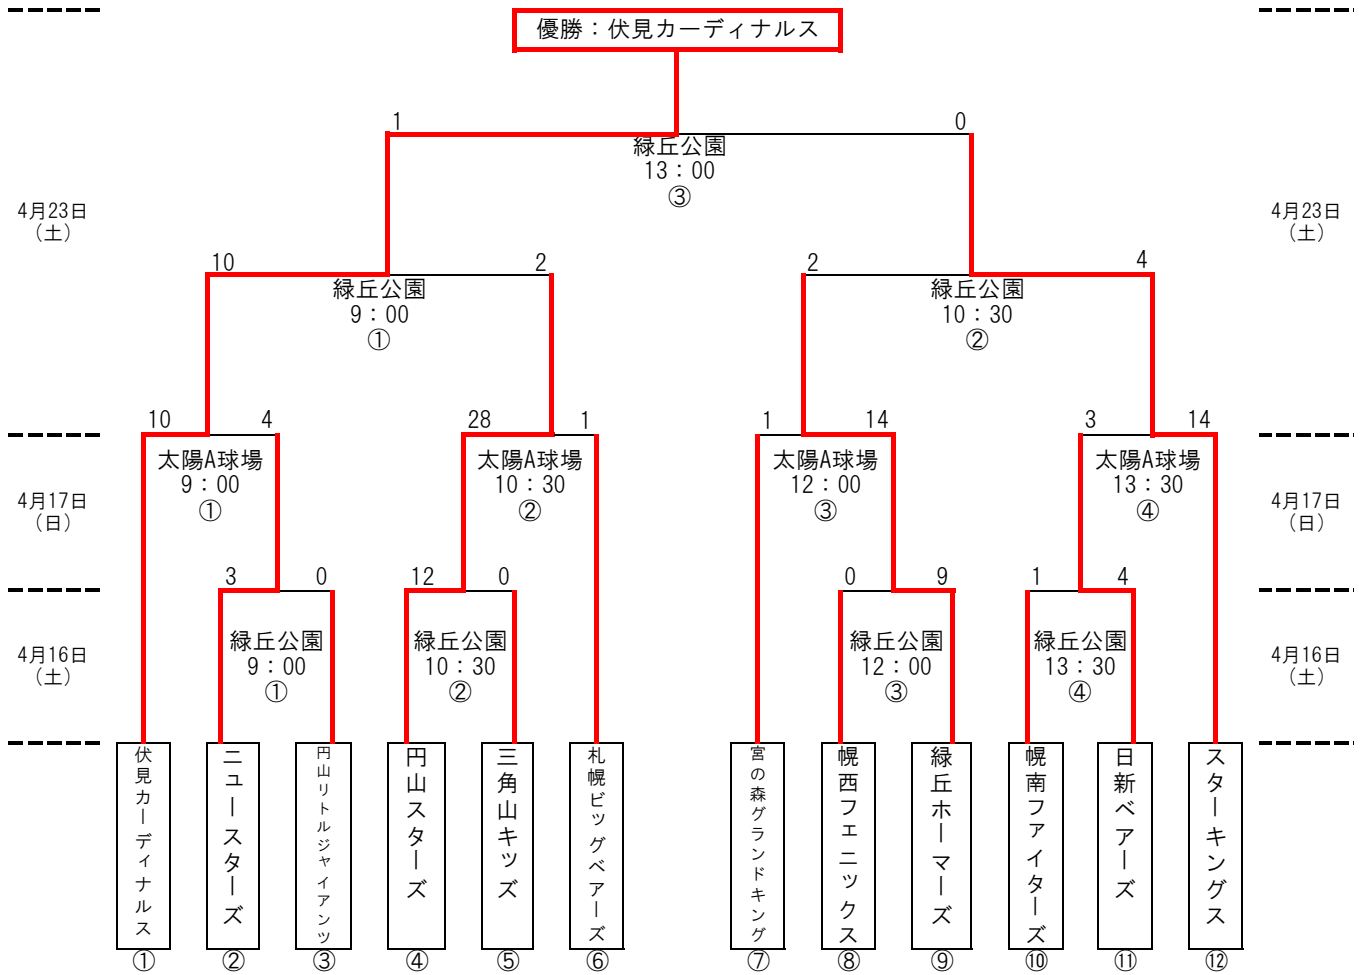 優勝：伏見カーディナルス
1
0
緑丘公園
13：00
③
4月23日
（土）
4月23日
（土）
10
2
2
4
緑丘公園
9：00
①
緑丘公園
10：30
②
10
4
28
1
1
14
3
14
太陽A球場
9：00
①
太陽A球場
10：30
②
太陽A球場
12：00
③
太陽A球場
13：30
④
4月17日
（日）
4月17日
（日）
3
0
12
0
0
9
1
4
緑丘公園
9：00
①
緑丘公園
10：30
②
緑丘公園
12：00
③
緑丘公園
13：30
④
4月16日
（土）
4月16日
（土）
伏見カーディナルス
ニュースターズ
円山リトルジャイアンツ
円山スターズ
三角山キッズ
札幌ビッグベアーズ
宮の森グランドキング
幌西フェニックス
緑丘ホーマーズ
幌南ファイターズ
日新ベアーズ
スターキングス
①
②
③
④
⑤
⑥
⑦
⑧
⑨
⑩
⑪
⑫